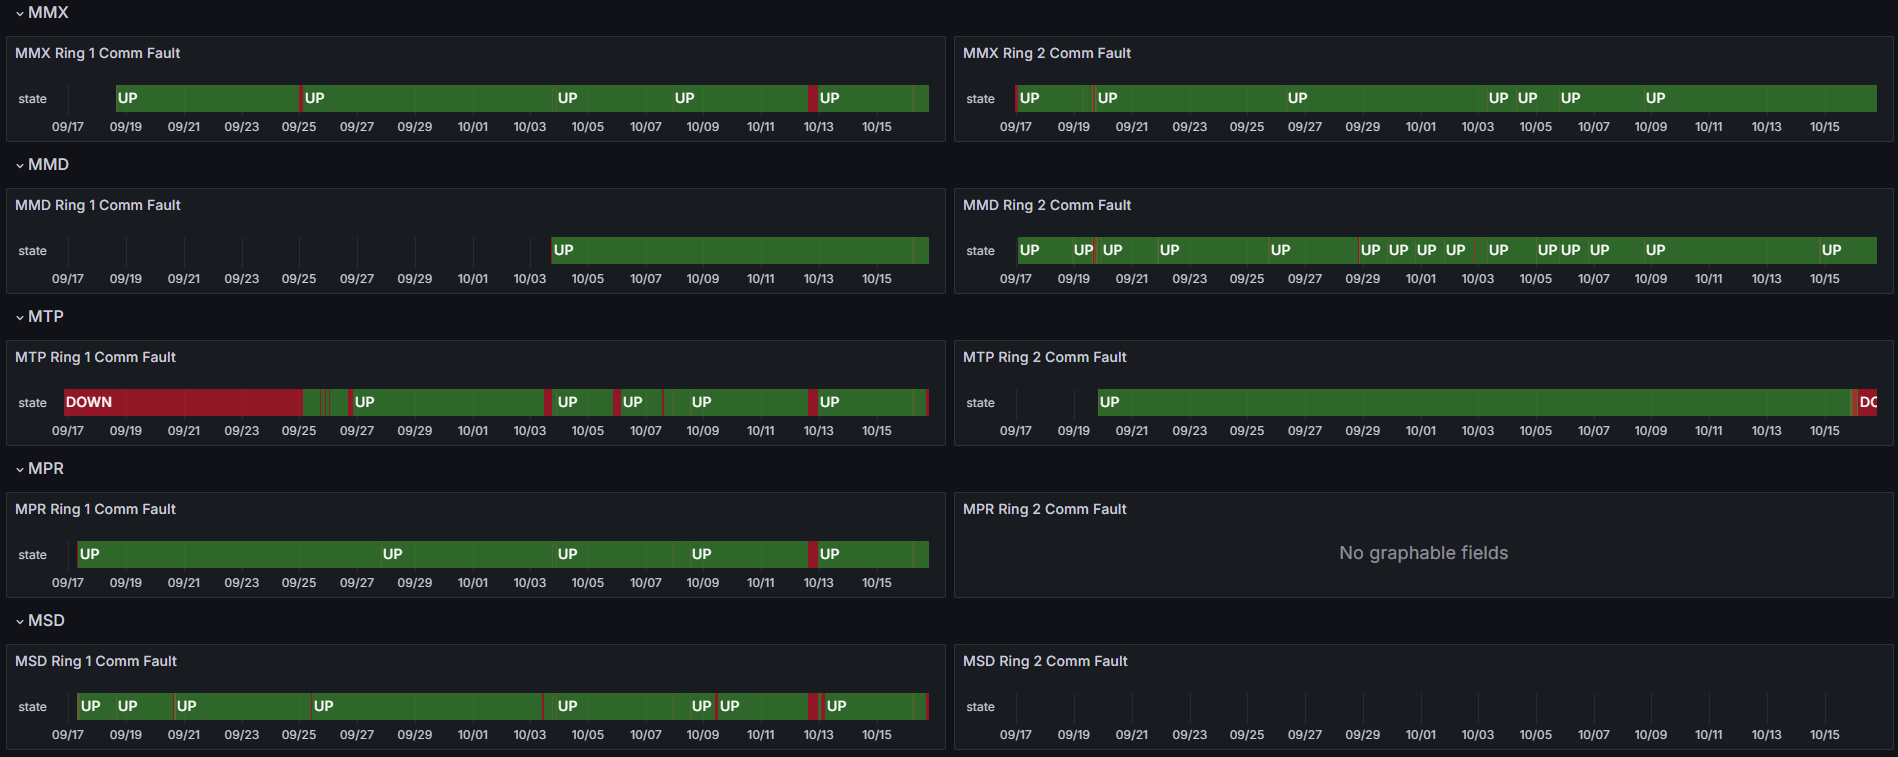 MMX
MMX Ring 1 Comm Fault
state UP UP UP UP UP
09/17 09/19 09/21 09/23 09/25 09/27 09/29 10/01 10/03 10/05 10/07 10/09 10/11 10/13 10/15
MMX Ring 2 Comm Fault
state UP UP UP UP UP UP UP
09/17 09/19 09/21 09/23 09/25 09/27 09/29 10/01 10/03 10/05 10/07 10/09 10/11 10/13 10/15
MMD
MMD Ring 1 Comm Fault
state UP
09/17 09/19 09/21 09/23 09/25 09/27 09/29 10/01 10/03 10/05 10/07 10/09 10/11 10/13 10/15
MMD Ring 2 Comm Fault
state UP UP UP UP UP UP UP UP UP UP UP UP UP UP UP
09/17 09/19 09/21 09/23 09/25 09/27 09/29 10/01 10/03 10/05 10/07 10/09 10/11 10/13 10/15
MTP
MTP Ring 1 Comm Fault
state DOWN UP UP UP UP UP
09/17 09/19 09/21 09/23 09/25 09/27 09/29 10/01 10/03 10/05 10/07 10/09 10/11 10/13 10/15
MTP Ring 2 Comm Fault
state UP DO
09/17 09/19 09/21 09/23 09/25 09/27 09/29 10/01 10/03 10/05 10/07 10/09 10/11 10/13 10/15
MPR
MPR Ring 1 Comm Fault
state UP UP UP UP UP
09/17 09/19 09/21 09/23 09/25 09/27 09/29 10/01 10/03 10/05 10/07 10/09 10/11 10/13 10/15
MPR Ring 2 Comm Fault
No graphable fields
MSD
MSD Ring 1 Comm Fault
state UP UP UP UP UP UP UP UP
09/17 09/19 09/21 09/23 09/25 09/27 09/29 10/01 10/03 10/05 10/07 10/09 10/11 10/13 10/15
MSD Ring 2 Comm Fault
state
09/17 09/19 09/21 09/23 09/25 09/27 09/29 10/01 10/03 10/05 10/07 10/09 10/11 10/13 10/15